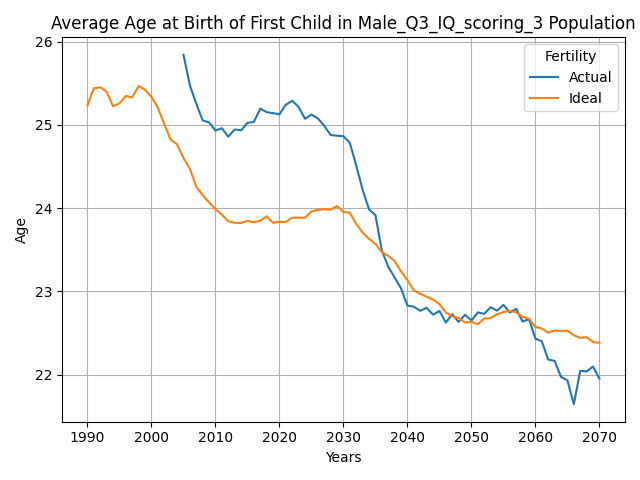 Average Age at Birth of First Child in Male_Q3_IQ_scoring_3 Population
26
25
24
23
22
Age
1990 2000 2010 2020 2030 2040 2050 2060 2070
Years
Fertility
Actual
Ideal